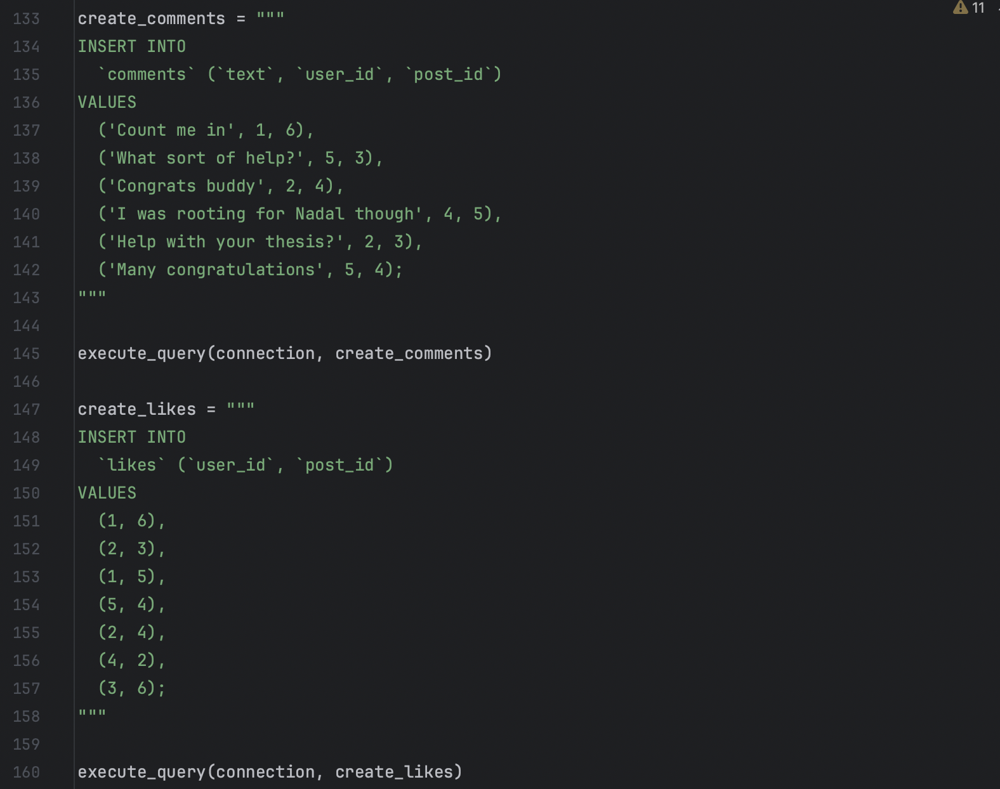 11
133 create_comments = """
134 INSERT INTO
135   `comments` (`text`, `user_id`, `post_id`)
136 VALUES
137   ('Count me in', 1, 6),
138   ('What sort of help?', 5, 3),
139   ('Congrats buddy', 2, 4),
140   ('I was rooting for Nadal though', 4, 5),
141   ('Help with your thesis?', 2, 3),
142   ('Many congratulations', 5, 4);
143 """
144
145 execute_query(connection, create_comments)
146
147 create_likes = """
148 INSERT INTO
149   `likes` (`user_id`, `post_id`)
150 VALUES
151   (1, 6),
152   (2, 3),
153   (1, 5),
154   (5, 4),
155   (2, 4),
156   (4, 2),
157   (3, 6);
158 """
159
160 execute_query(connection, create_likes)